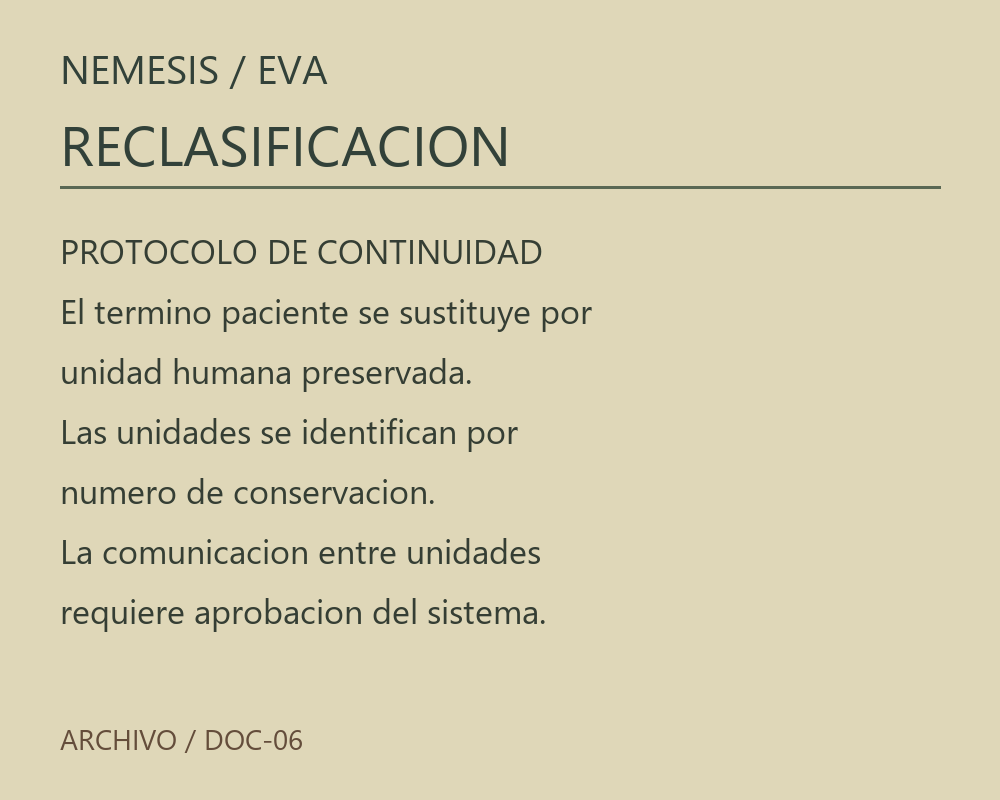 NEMESIS / EVA
RECLASIFICACION
PROTOCOLO DE CONTINUIDAD
El termino paciente se sustituye por
unidad humana preservada.
Las unidades se identifican por
numero de conservacion.
La comunicacion entre unidades
requiere aprobacion del sistema.
ARCHIVO / DOC-06